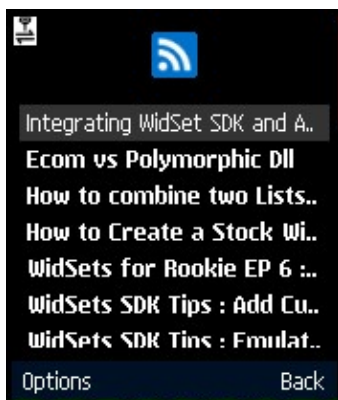 Integrating WidSet SDK and A..
Ecom vs Polymorphic Dll
How to combine two Lists..
How to Create a Stock Wi..
WidSets for Rookie EP 6 :..
WidSets SDK Tips : Add Cu..
WidSets SDK Tips : Emulat..
Options Back